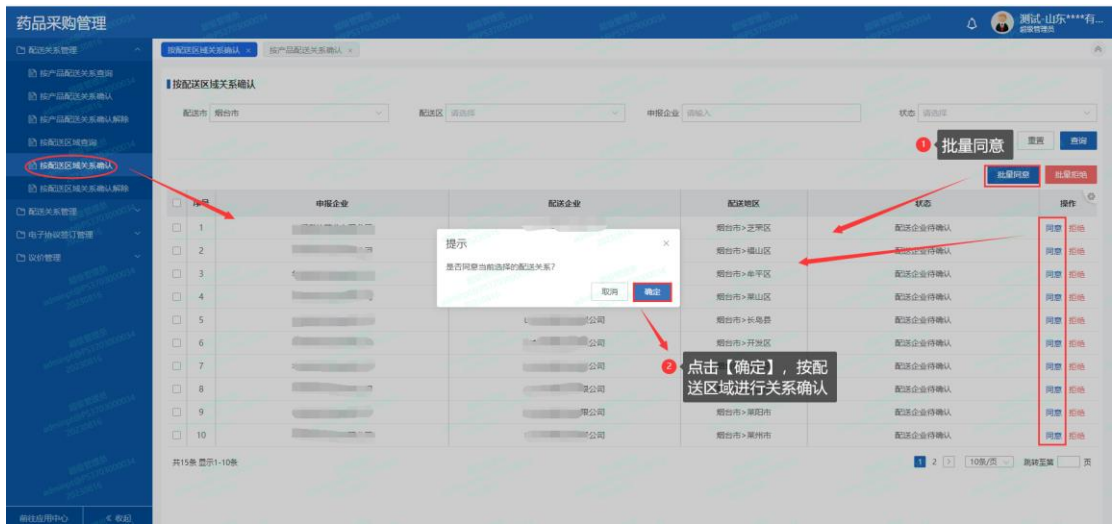 药品采购管理
测试-山东****有...
超级管理员
配送关系管理
按产品配送关系查询
按产品配送关系确认
按产品配送关系确认解除
按配送区域查询
按配送区域关系确认
按配送区域关系确认解除
配送关系管理
电子协议签订管理
议价管理
前往应用中心
收起
按配送区域关系确认 ×
按产品配送关系确认 ×
按配送区域关系确认
配送市 烟台市
配送区 请选择
申报企业 请输入
状态 请选择
1 批量同意
重置 查询
批量同意 批量拒绝
序号 申报企业 配送企业 配送地区 状态 操作
1 烟台市>芝罘区 配送企业待确认 同意 拒绝
2 烟台市>福山区 配送企业待确认 同意 拒绝
3 烟台市>牟平区 配送企业待确认 同意 拒绝
4 烟台市>莱山区 配送企业待确认 同意 拒绝
5 公司 烟台市>长岛县 配送企业待确认 同意 拒绝
6 公司 烟台市>开发区 配送企业待确认 同意 拒绝
7 公司 配送企业待确认 同意 拒绝
8 限公司 配送企业待确认 同意 拒绝
9 限公司 烟台市>莱阳市 配送企业待确认 同意 拒绝
10 公司 烟台市>莱州市 配送企业待确认 同意 拒绝
提示 ×
是否同意当前选择的配送关系?
取消 确定
2 点击【确定】,按配
送区域进行关系确认
共15条 显示1-10条
1 2 > 10条/页 跳转至第 页